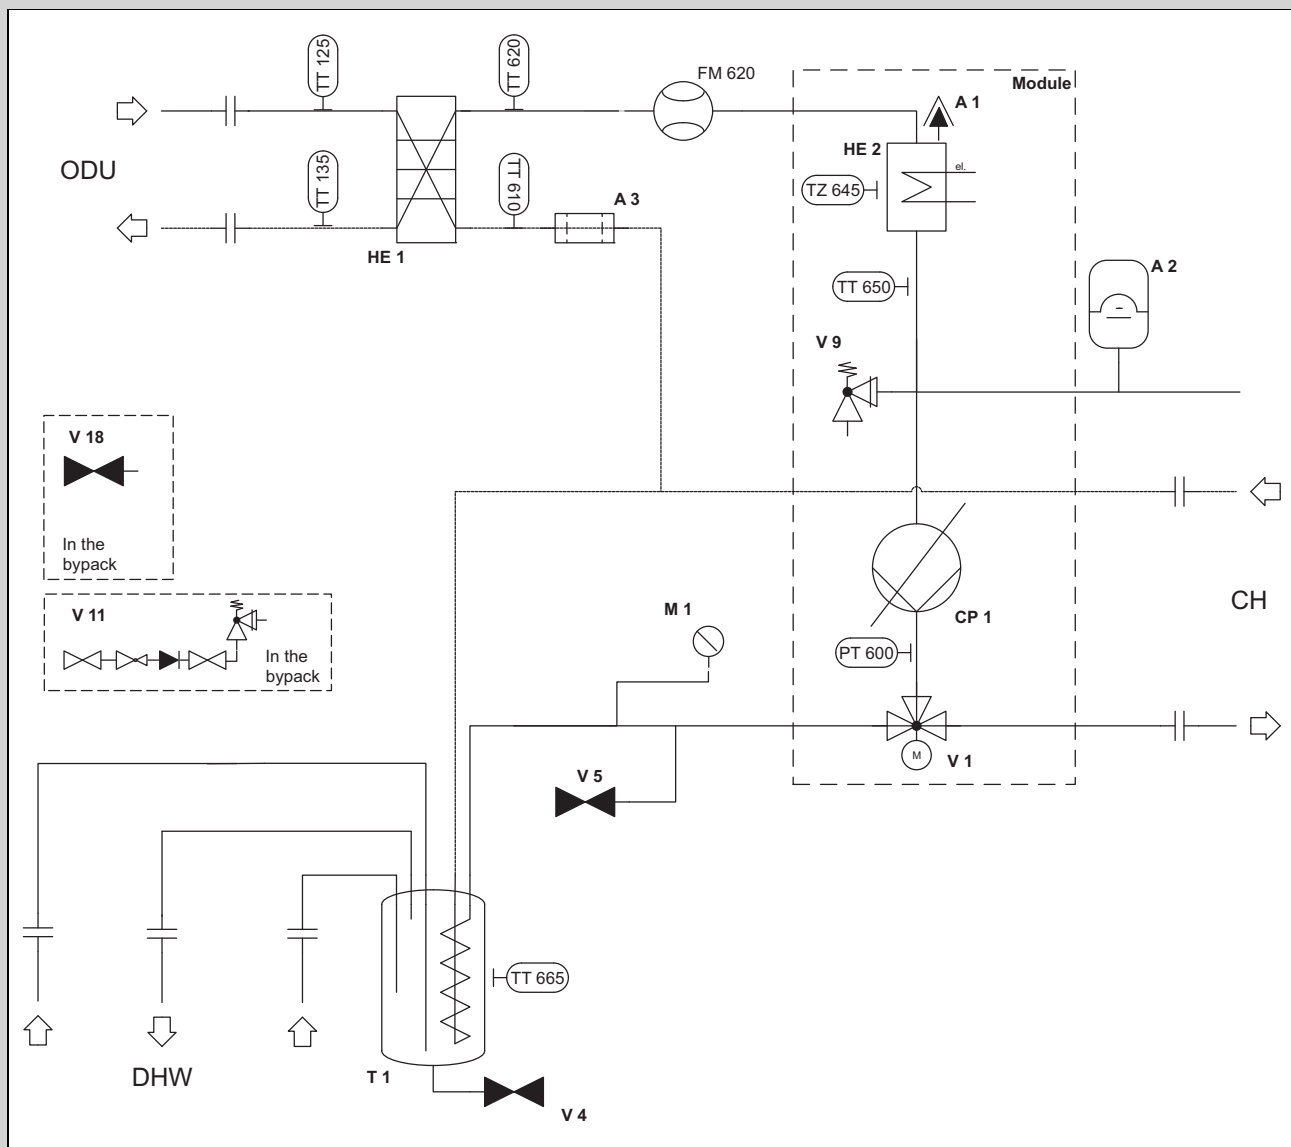 TT 125
TT 620
FM 620
Module
A 1
HE 2
el.
ODU
TT 135
TT 610
A 3
TZ 645
HE 1
TT 650
A 2
V 9
V 18
In the
bypack
CH
M 1
CP 1
V 11
In the
bypack
PT 600
M
V 1
V 5
TT 665
DHW
T 1
V 4